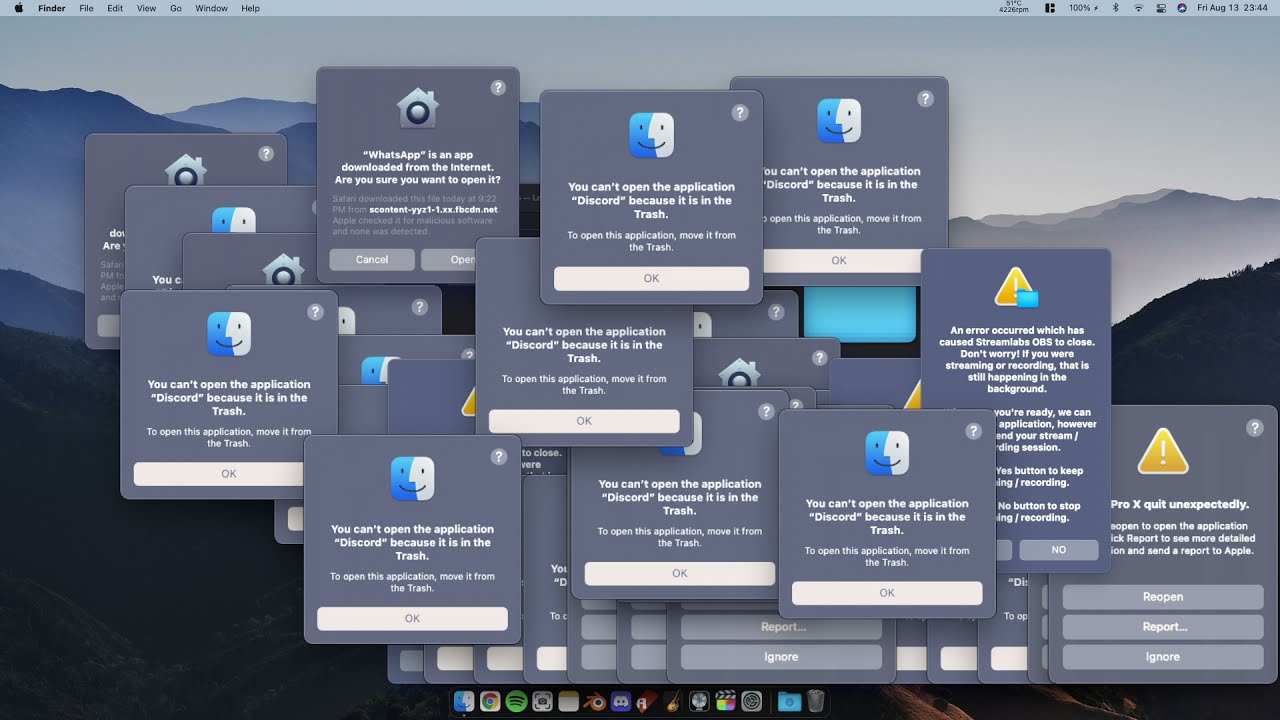 Finder File Edit View Go Window Help
51°C
4226rpm
100%
Fri Aug 13 23:44
?
“WhatsApp” is an app
downloaded from the Internet.
Are you sure you want to open it?
Safari downloaded this file today at 9:22
PM from scontent-yyz1-1.xx.fbcdn.net.
Apple checked it for malicious software
and none was detected.
Cancel
Open
?
You can’t open the application
“Discord” because it is in the
Trash.
To open this application, move it from
the Trash.
OK
?
You can’t open the application
“Discord” because it is in the
Trash.
To open this application, move it from
the Trash.
OK
?
Are y
Safari
PM
Apple
and
You c
?
?
You can’t open the application
“Discord” because it is in the
Trash.
To open this application, move it from
the Trash.
OK
You can’t open the application
“Discord” because it is in the
Trash.
To open this application, move it from
the Trash.
OK
?
?
?
An error occurred which has
caused Streamlabs OBS to close.
Don’t worry! If you were
streaming or recording, that is
still happening in the
background.
you’re ready, we can
application, however
end your stream /
ding session.
Yes button to keep
ing / recording.
No button to stop
ing / recording.
NO
?
You can’t open the application
“Discord” because it is in the
Trash.
To open this application, move it from
the Trash.
OK
to close.
were
?
?
You can’t open the application
“Discord” because it is in the
Trash.
To open this application, move it from
the Trash.
OK
?
You can’t open the application
“Discord” because it is in the
Trash.
To open this application, move it from
the Trash.
OK
?
Pro X quit unexpectedly.
eopen to open the application
ick Report to see more detailed
ion and send a report to Apple.
Reopen
Report...
Ignore
You
“D
To o
“Dis
To op
Report...
Ignore